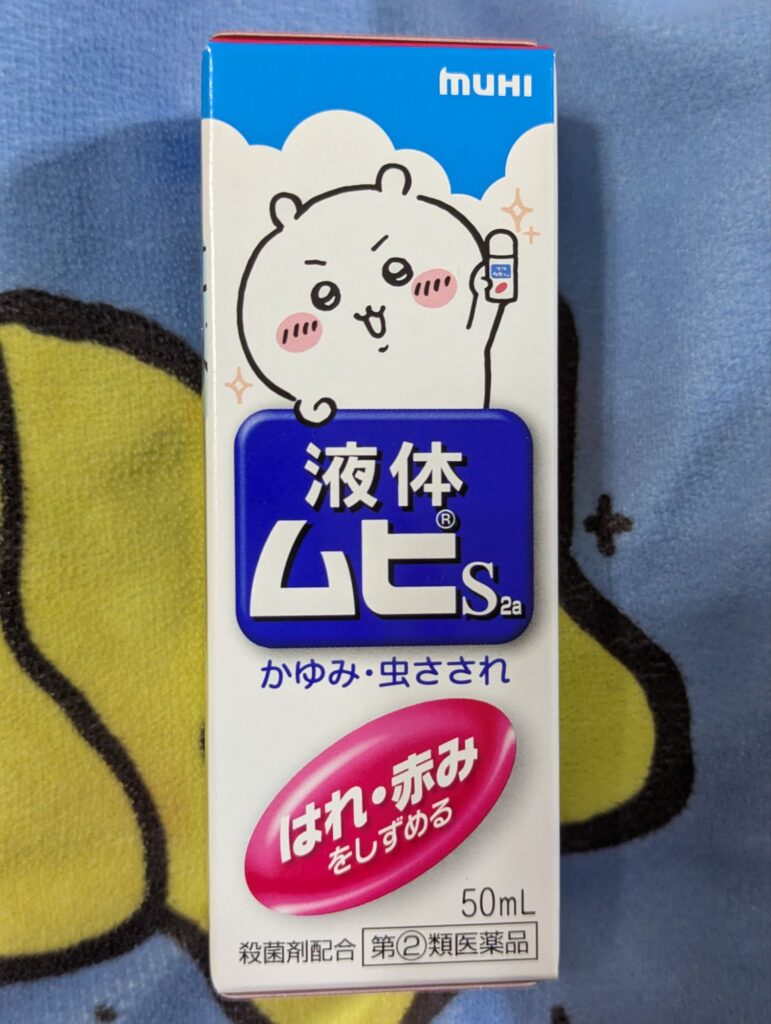 MUHI
液体
ムヒ®S2a
かゆみ・虫さされ
はれ・赤み
をしずめる
50mL
殺菌剤配合 第②類医薬品